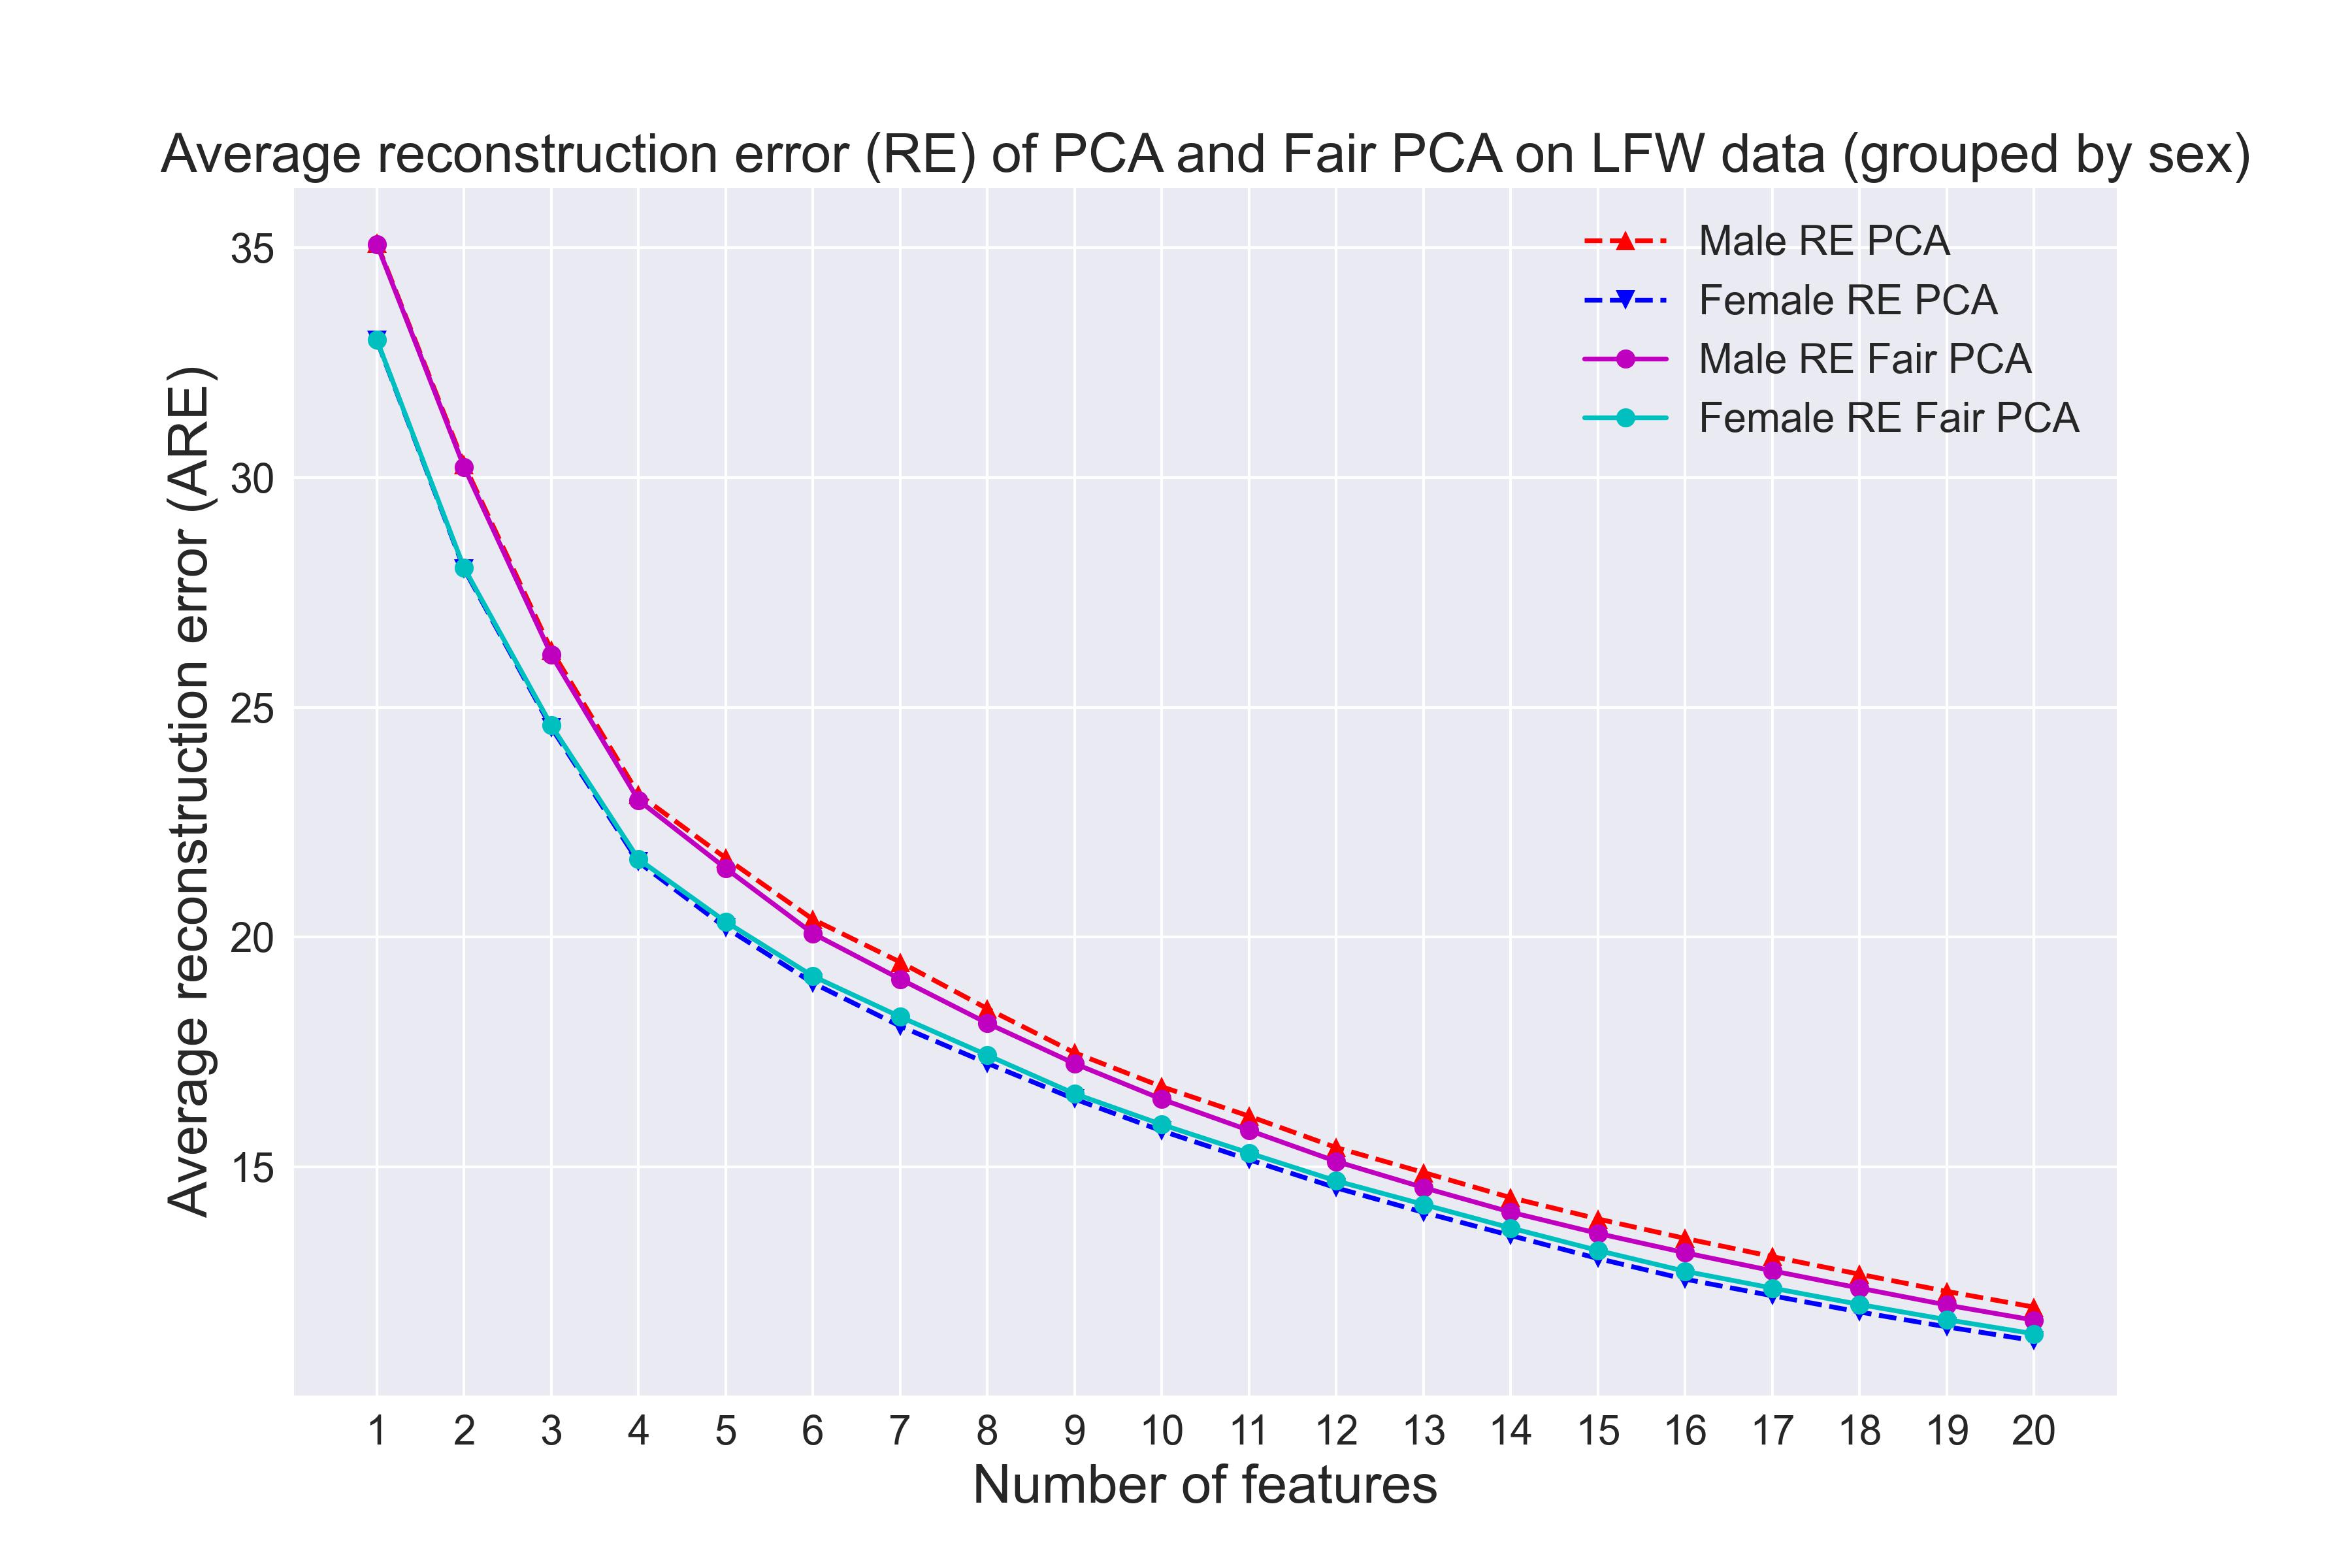 Average reconstruction error (RE) of PCA and Fair PCA on LFW data (grouped by sex)
Male RE PCA
Female RE PCA
Male RE Fair PCA
Female RE Fair PCA
Average reconstruction error (ARE)
35
30
25
20
15
1 2 3 4 5 6 7 8 9 10 11 12 13 14 15 16 17 18 19 20
Number of features